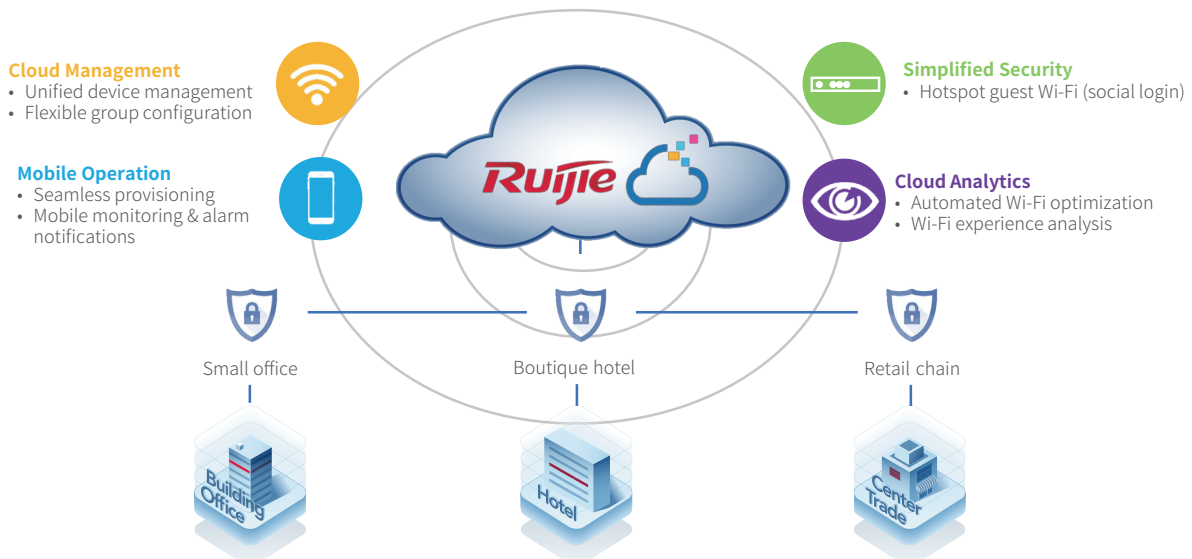 Cloud Management
• Unified device management
• Flexible group configuration
Mobile Operation
• Seamless provisioning
• Mobile monitoring & alarm
notifications
Ruijie
Simplified Security
• Hotspot guest Wi-Fi (social login)
Cloud Analytics
• Automated Wi-Fi optimization
• Wi-Fi experience analysis
Small office
Boutique hotel
Retail chain
Building
Office
Hotel
Center
Trade